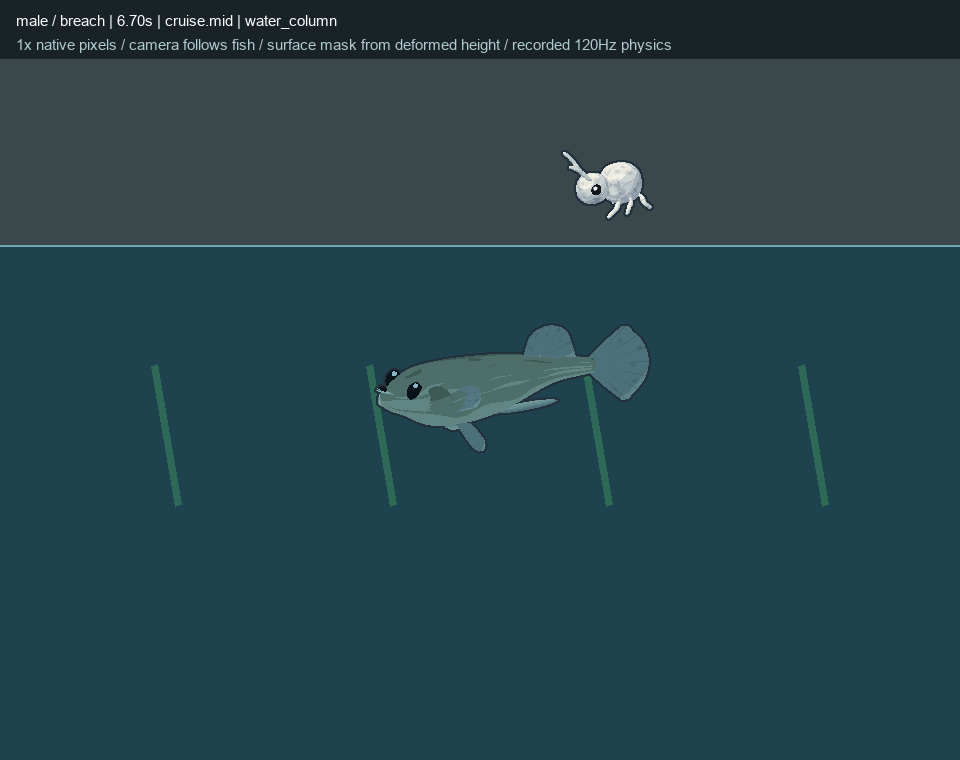 male / breach | 6.70s | cruise.mid | water_column
1x native pixels / camera follows fish / surface mask from deformed height / recorded 120Hz physics